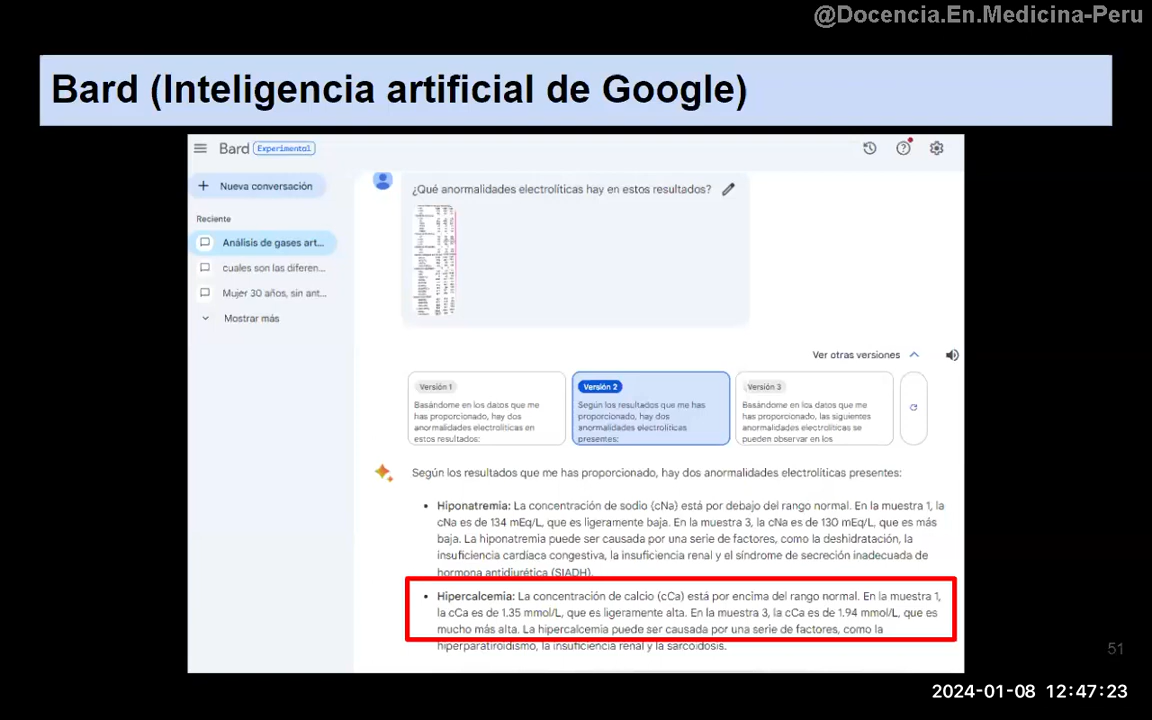 @Docencia.En.Medicina-Peru
Bard (Inteligencia artificial de Google)
Bard Experimental
Nueva conversación
Reciente
Análisis de gases art...
cuales son las diferen...
Mujer 30 años, sin ant...
Mostrar más
¿Qué anormalidades electrolíticas hay en estos resultados?
Ver otras versiones
Versión 1
Basándome en los datos que me
has proporcionado, hay dos
anormalidades electrolíticas en
estos resultados:
Versión 2
Según los resultados que me has
proporcionado, hay dos
anormalidades electrolíticas
presentes:
Versión 3
Basándome en los datos que me
has proporcionado, las siguientes
anormalidades electrolíticas se
pueden observar en los
Según los resultados que me has proporcionado, hay dos anormalidades electrolíticas presentes:
• Hiponatremia: La concentración de sodio (cNa) está por debajo del rango normal. En la muestra 1, la
cNa es de 134 mEq/L, que es ligeramente baja. En la muestra 3, la cNa es de 130 mEq/L, que es más
baja. La hiponatremia puede ser causada por una serie de factores, como la deshidratación, la
insuficiencia cardíaca congestiva, la insuficiencia renal y el síndrome de secreción inadecuada de
hormona antidiurética (SIADH).
• Hipercalcemia: La concentración de calcio (cCa) está por encima del rango normal. En la muestra 1,
la cCa es de 1.35 mmol/L, que es ligeramente alta. En la muestra 3, la cCa es de 1.94 mmol/L, que es
mucho más alta. La hipercalcemia puede ser causada por una serie de factores, como la
hiperparatiroidismo, la insuficiencia renal y la sarcoidosis.
51
2024-01-08 12:47:23